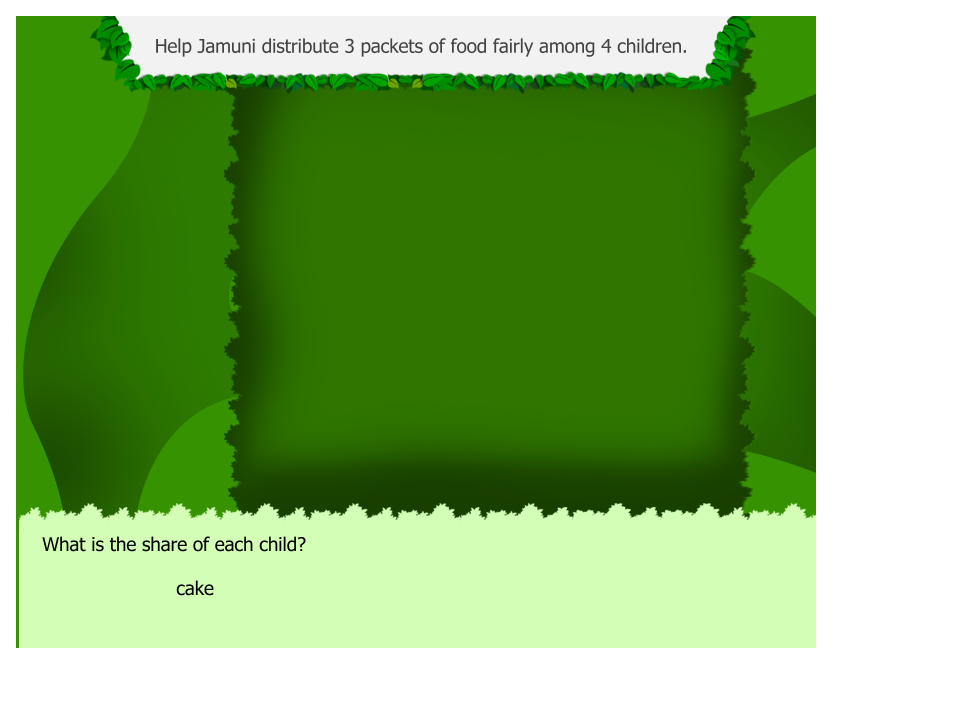 Help Jamuni distribute 3 packets of food fairly among 4 children.
What is the share of each child?
cake